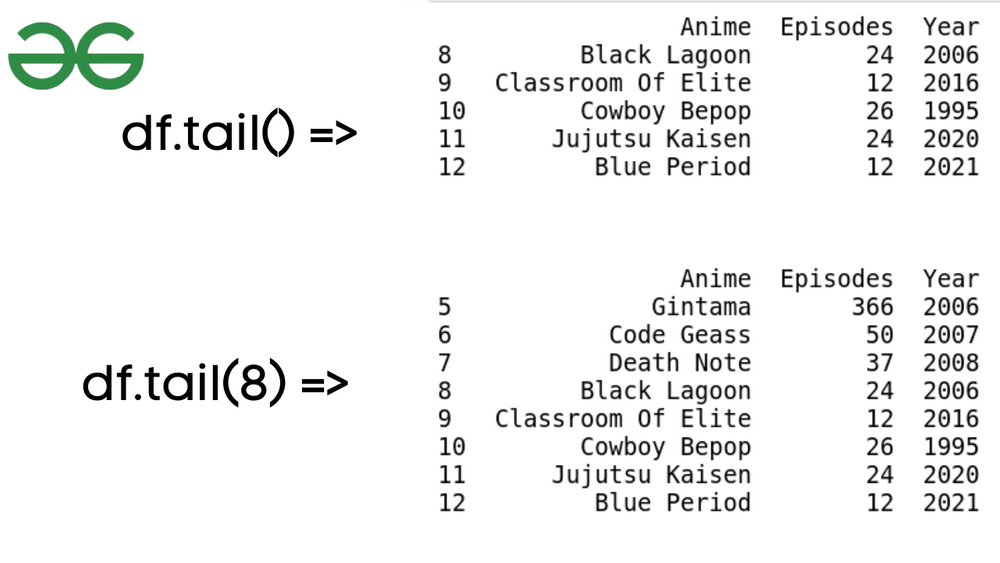 Anime Episodes Year
8 Black Lagoon 24 2006
9 Classroom Of Elite 12 2016
10 Cowboy Bepop 26 1995
11 Jujutsu Kaisen 24 2020
12 Blue Period 12 2021
df.tail() =>
Anime Episodes Year
5 Gintama 366 2006
6 Code Geass 50 2007
7 Death Note 37 2008
8 Black Lagoon 24 2006
9 Classroom Of Elite 12 2016
10 Cowboy Bepop 26 1995
11 Jujutsu Kaisen 24 2020
12 Blue Period 12 2021
df.tail(8) =>